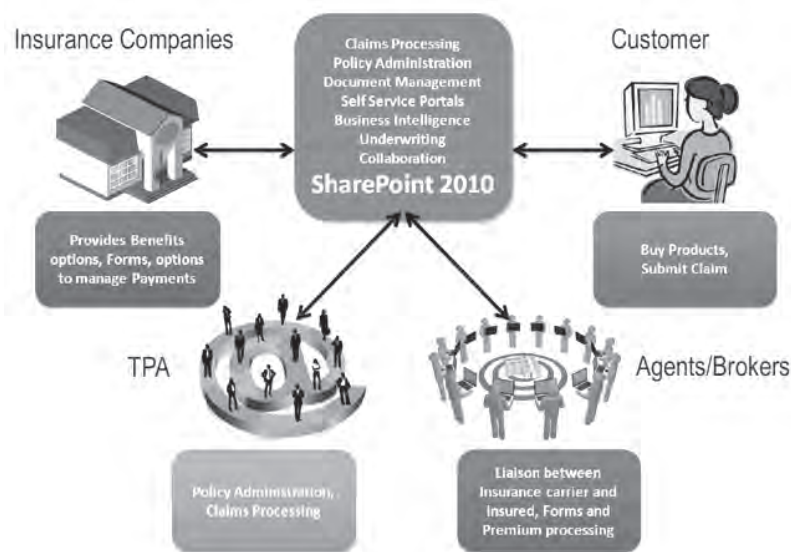 Insurance Companies
Claims Processing
Policy Administration
Document Management
Self Service Portals
Business Intelligence
Underwriting
Collaboration
SharePoint 2010
Customer
Provides Benefits
options, Forms, options
to manage Payments
Buy Products,
Submit Claim
TPA
Agents/Brokers
Policy Administration,
Claims Processing
Liaison between
Insurance carrier and
insured, Forms and
Premium processing